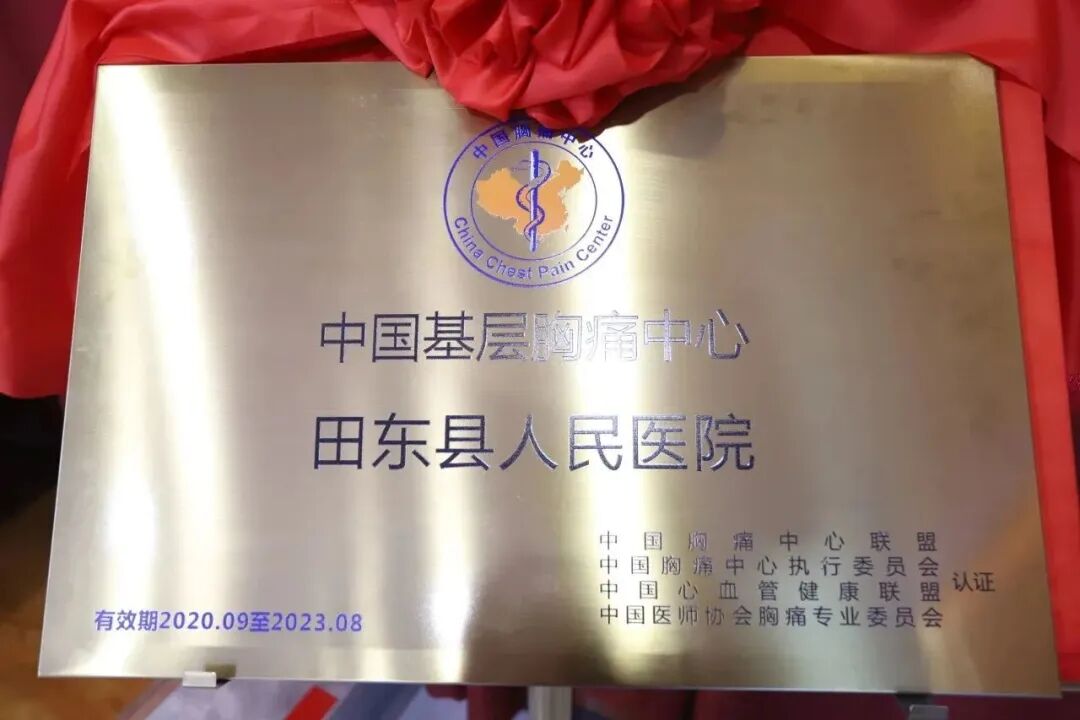 中国胸痛中心
China Chest Pain Center
中国基层胸痛中心
田东县人民医院
中国胸痛中心联盟
中国胸痛中心执行委员会
中国心血管健康联盟
中国医师协会胸痛专业委员会
认证
有效期2020.09至2023.08